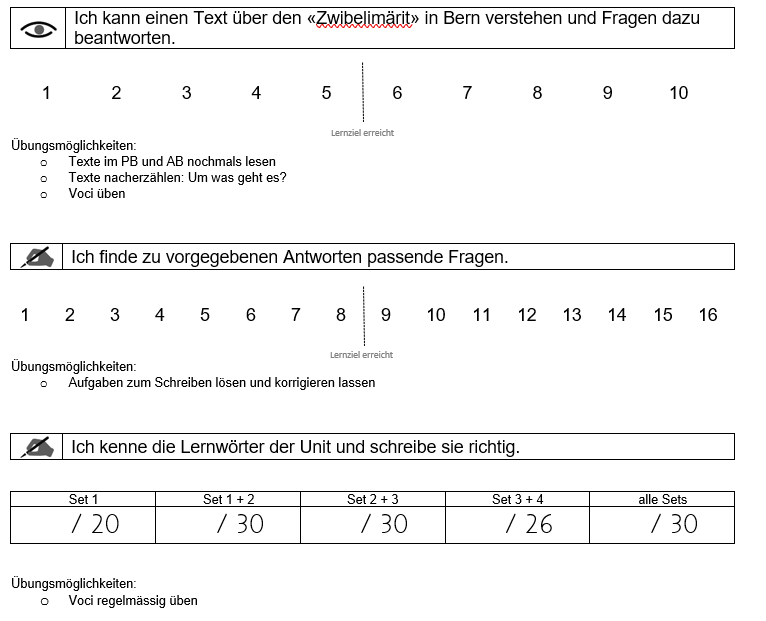 Ich kann einen Text über den «Zwibelimärit» in Bern verstehen und Fragen dazu
beantworten.
1 2 3 4 5 6 7 8 9 10
Lernziel erreicht
Übungsmöglichkeiten:
o Texte im PB und AB nochmals lesen
o Texte nacherzählen: Um was geht es?
o Voci üben
Ich finde zu vorgegebenen Antworten passende Fragen.
1 2 3 4 5 6 7 8 9 10 11 12 13 14 15 16
Lernziel erreicht
Übungsmöglichkeiten:
o Aufgaben zum Schreiben lösen und korrigieren lassen
Ich kenne die Lernwörter der Unit und schreibe sie richtig.
Set 1 Set 1 + 2 Set 2 + 3 Set 3 + 4 alle Sets
/ 20 / 30 / 30 / 26 / 30
Übungsmöglichkeiten:
o Voci regelmässig üben